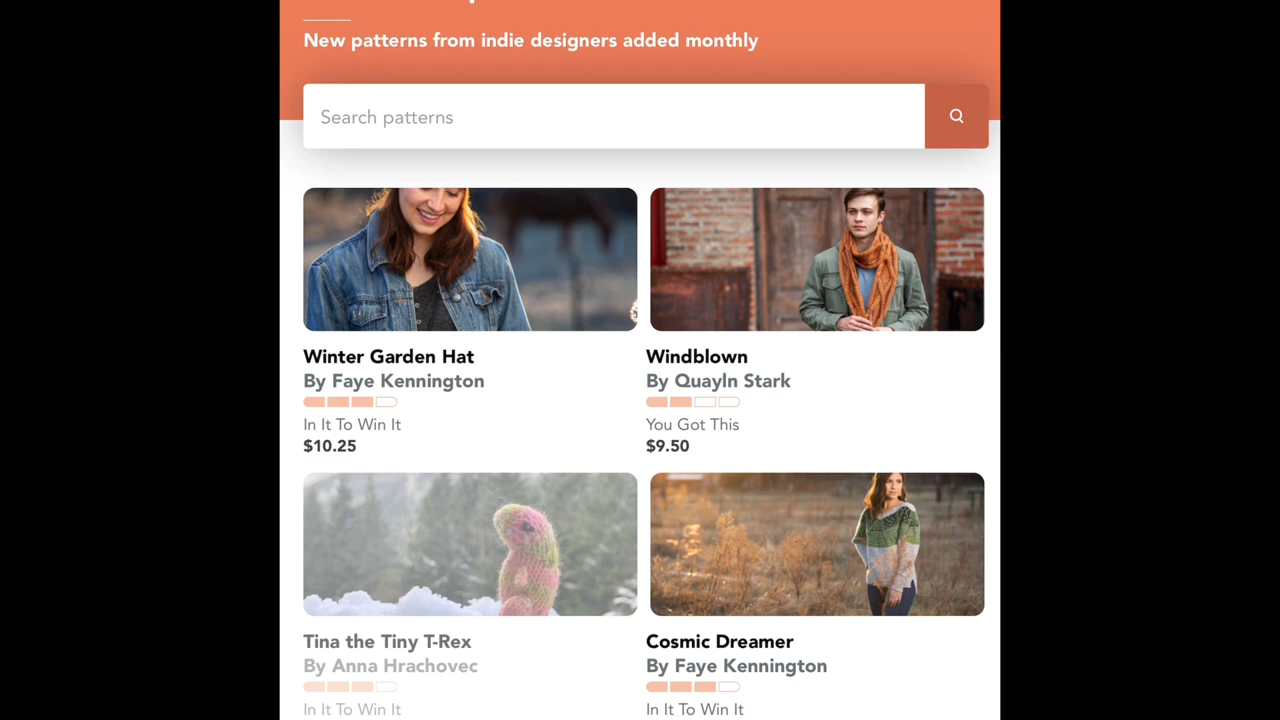 New patterns from indie designers added monthly
Search patterns
Winter Garden Hat
By Faye Kennington
In It To Win It
$10.25
Windblown
By Quayln Stark
You Got This
$9.50
Tina the Tiny T-Rex
By Anna Hrachovec
In It To Win It
Cosmic Dreamer
By Faye Kennington
In It To Win It